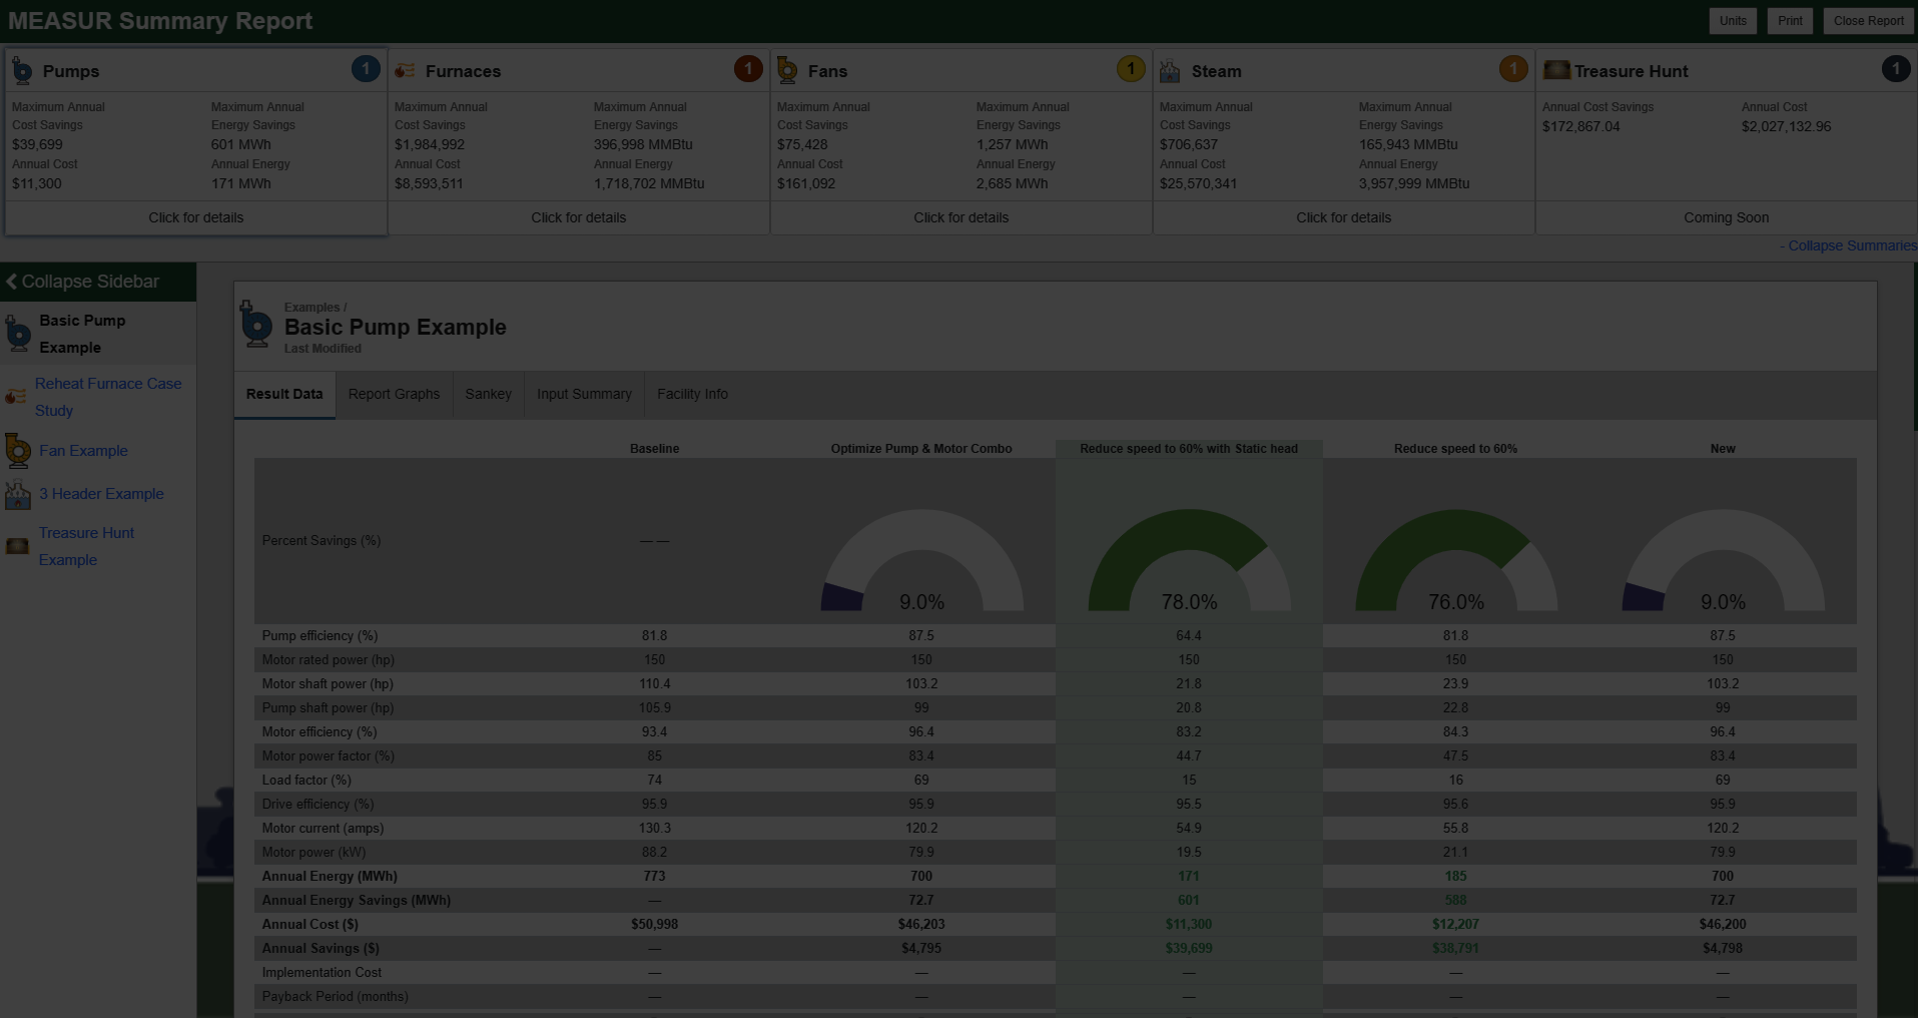 MEASUR Summary Report
Units
Print
Close Report
Pumps
1
Maximum Annual Cost Savings
$39,699
Annual Cost
$11,300
Maximum Annual Energy Savings
601 MWh
Annual Energy
171 MWh
Click for details
Furnaces
1
Maximum Annual Cost Savings
$1,984,992
Annual Cost
$8,593,511
Maximum Annual Energy Savings
396,998 MMBtu
Annual Energy
1,718,702 MMBtu
Click for details
Fans
1
Maximum Annual Cost Savings
$75,428
Annual Cost
$161,092
Maximum Annual Energy Savings
1,257 MWh
Annual Energy
2,685 MWh
Click for details
Steam
1
Maximum Annual Cost Savings
$706,637
Annual Cost
$25,570,341
Maximum Annual Energy Savings
165,943 MMBtu
Annual Energy
3,957,999 MMBtu
Click for details
Treasure Hunt
1
Annual Cost Savings
$172,867.04
Annual Cost
$2,027,132.96
Coming Soon
- Collapse Summaries
Collapse Sidebar
Basic Pump
Example
Reheat Furnace Case
Study
Fan Example
3 Header Example
Treasure Hunt
Example
Examples /
Basic Pump Example
Last Modified
Result Data Report Graphs Sankey Input Summary Facility Info
Baseline Optimize Pump & Motor Combo Reduce speed to 60% with Static head Reduce speed to 60% New
Percent Savings (%) — — 9.0% 78.0% 76.0% 9.0%
Pump efficiency (%) 81.8 87.5 64.4 81.8 87.5
Motor rated power (hp) 150 150 150 150 150
Motor shaft power (hp) 110.4 103.2 21.8 23.9 103.2
Pump shaft power (hp) 105.9 99 20.8 22.8 99
Motor efficiency (%) 93.4 96.4 83.2 84.3 96.4
Motor power factor (%) 85 83.4 44.7 47.5 83.4
Load factor (%) 74 69 15 16 69
Drive efficiency (%) 95.9 95.9 95.5 95.6 95.9
Motor current (amps) 130.3 120.2 54.9 55.8 120.2
Motor power (kW) 88.2 79.9 19.5 21.1 79.9
Annual Energy (MWh) 773 700 171 185 700
Annual Energy Savings (MWh) — 72.7 601 588 72.7
Annual Cost ($) $50,998 $46,203 $11,300 $12,207 $46,200
Annual Savings ($) — $4,795 $39,699 $38,791 $4,798
Implementation Cost — — — — —
Payback Period (months) — — — — —